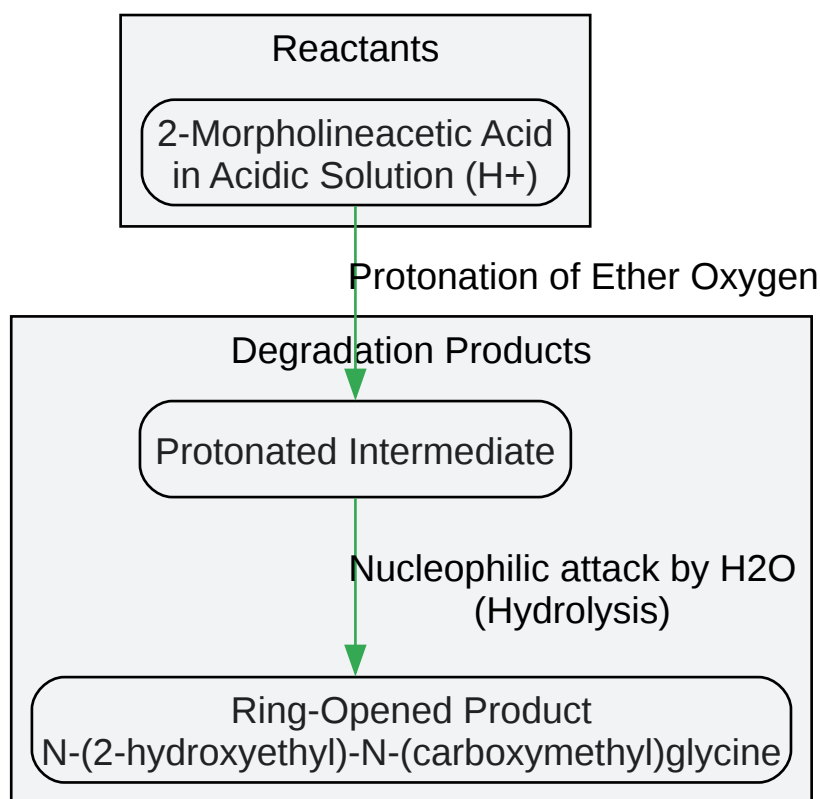 Reactants
2-Morpholineacetic Acid
in Acidic Solution (H+)
Protonation of Ether Oxygen
Degradation Products
Protonated Intermediate
Nucleophilic attack by H2O
(Hydrolysis)
Ring-Opened Product
N-(2-hydroxyethyl)-N-(carboxymethyl)glycine